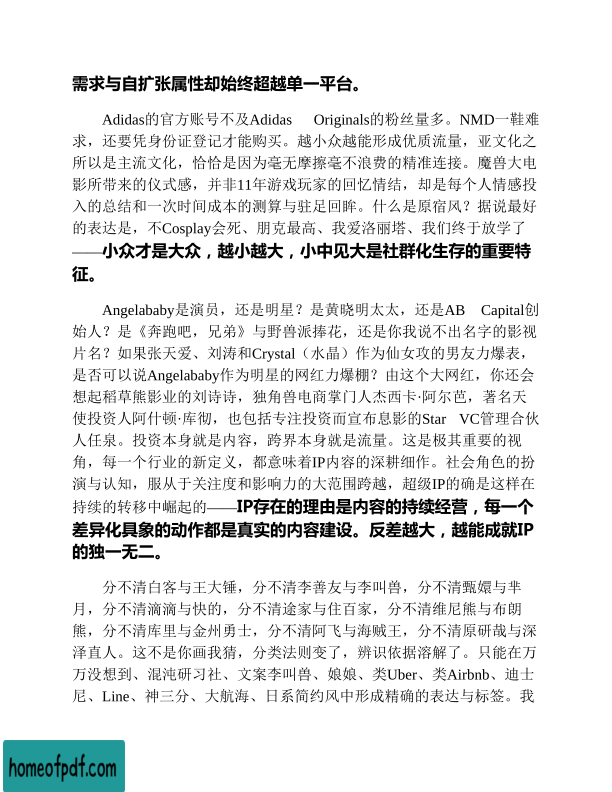 需求与自扩张属性却始终超越单一平台。
Adidas的官方账号不及Adidas Originals的粉丝量多。NMD一鞋难
求，还要凭身份证登记才能购买。越小众越能形成优质流量，亚文化之
所以是主流文化，恰恰是因为毫无摩擦毫不浪费的精准连接。魔兽大电
影所带来的仪式感，并非11年游戏玩家的回忆情结，却是每个人情感投
入的总结和一次时间成本的测算与驻足回眸。什么是原宿风？据说最好
的表达是，不Cosplay会死、朋克最高、我爱洛丽塔、我们终于放学了
——小众才是大众，越小越大，小中见大是社群化生存的重要特
征。
Angelababy是演员，还是明星？是黄晓明太太，还是AB Capital创
始人？是《奔跑吧，兄弟》与野兽派捧花，还是你我说不出名字的影视
片名？如果张天爱、刘涛和Crystal（水晶）作为仙女攻的男友力爆表，
是否可以说Angelababy作为明星的网红力爆棚？由这个大网红，你还会
想起稻草熊影业的刘诗诗，独角兽电商掌门人杰西卡·阿尔芭，著名天
使投资人阿什顿·库彻，也包括专注投资而宣布息影的Star VC管理合伙
人任泉。投资本身就是内容，跨界本身就是流量。这是极其重要的视
角，每一个行业的新定义，都意味着IP内容的深耕细作。社会角色的扮
演与认知，服从于关注度和影响力的大范围跨越，超级IP的确是这样在
持续的转移中崛起的——IP存在的理由是内容的持续经营，每一个
差异化具象的动作都是真实的内容建设。反差越大，越能成就IP
的独一无二。
分不清白客与王大锤，分不清李善友与李叫兽，分不清甄嬛与芈
月，分不清滴滴与快的，分不清途家与住百家，分不清维尼熊与布朗
熊，分不清库里与金州勇士，分不清阿飞与海贼王，分不清原研哉与深
泽直人。这不是你画我猜，分类法则变了，辨识依据溶解了。只能在万
万没想到、混沌研习社、文案李叫兽、娘娘、类Uber、类Airbnb、迪士
尼、Line、神三分、大航海、日系简约风中形成精确的表达与标签。我
homeofpdf.com